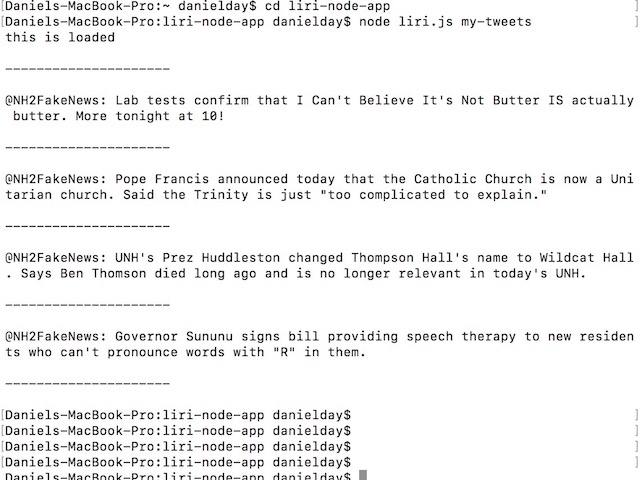 [Daniels-MacBook-Pro:~ danielday$ cd liri-node-app ]
[Daniels-MacBook-Pro:liri-node-app danielday$ node liri.js my-tweets ]
this is loaded
---------------------
@NH2FakeNews: Lab tests confirm that I Can't Believe It's Not Butter IS actually
 butter. More tonight at 10!
---------------------
@NH2FakeNews: Pope Francis announced today that the Catholic Church is now a Uni
tarian church. Said the Trinity is just "too complicated to explain."
---------------------
@NH2FakeNews: UNH's Prez Huddleston changed Thompson Hall's name to Wildcat Hall
. Says Ben Thomson died long ago and is no longer relevant in today's UNH.
---------------------
@NH2FakeNews: Governor Sununu signs bill providing speech therapy to new residen
ts who can't pronounce words with "R" in them.
---------------------
[Daniels-MacBook-Pro:liri-node-app danielday$ ]
[Daniels-MacBook-Pro:liri-node-app danielday$ ]
[Daniels-MacBook-Pro:liri-node-app danielday$ ]
[Daniels-MacBook-Pro:liri-node-app danielday$ ]
Daniels-MacBook-Pro:liri-node-app danielday$